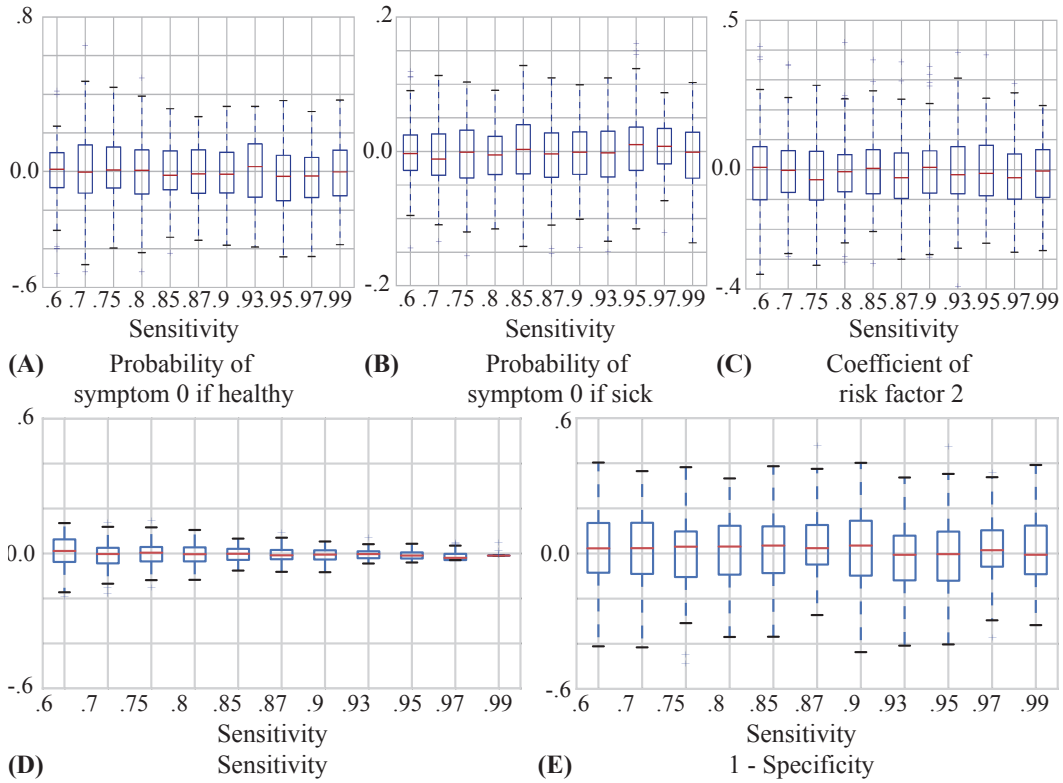 .8
0.0
-.6
.6 .7 .75 .8 .85.87.9 .93.95.97.99
Sensitivity
(A) Probability of
symptom 0 if healthy
.2
0.0
-.2
.6 .7 .75 .8 .85 .87.9 .93.95.97.99
Sensitivity
(B) Probability of
symptom 0 if sick
.5
0.0
-.4
.6 .7 .75 .8 .85 .87.9 .93.95.97.99
Sensitivity
(C) Coefficient of
risk factor 2
.6
0.0
-.6
.6 .7 .75 .8 .85 .87 .9 .93 .95 .97 .99
Sensitivity
(D) Sensitivity
.6
0.0
-.6
.6 .7 .75 .8 .85 .87 .9 .93 .95 .97 .99
Sensitivity
(E) 1 - Specificity